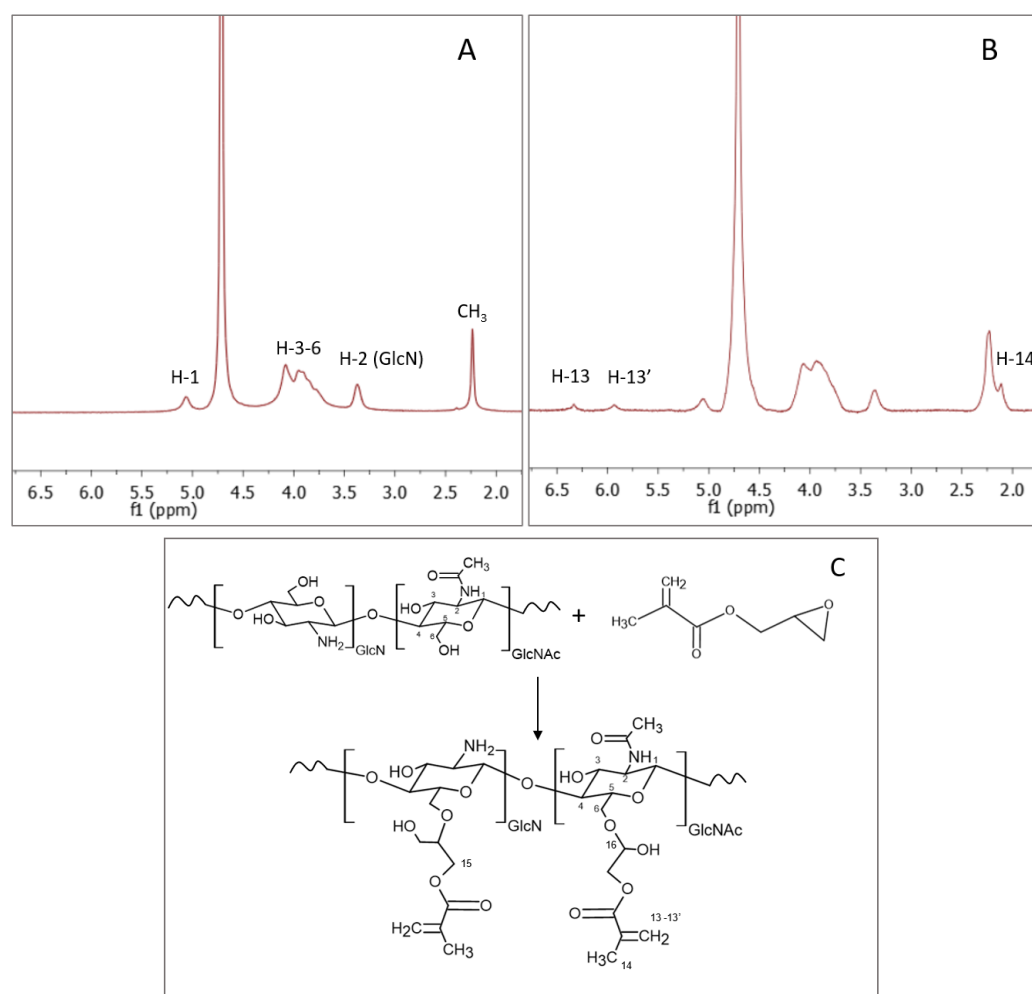 A
CH₃
H-3-6
H-2 (GlcN)
H-1
6.5 6.0 5.5 5.0 4.5 4.0 3.5 3.0 2.5 2.0
f1 (ppm)
B
H-14
H-13 H-13’
6.5 6.0 5.5 5.0 4.5 4.0 3.5 3.0 2.5 2.0
f1 (ppm)
C
OH
O
O
HO
NH₂
GlcN
O
CH₃
O
NH
3
2
1
HO
5
O
4
6
OH
GlcNAc
+
CH₂
H₃C
O
O
O
NH₂
HO
O
O
O
HO
15
O
O
H₂C
CH₃
GlcN
O
CH₃
O
NH
3
2
1
HO
5
O
4
6
O
16
OH
O
O
13 -13’
CH₂
H₃C
14
GlcNAc